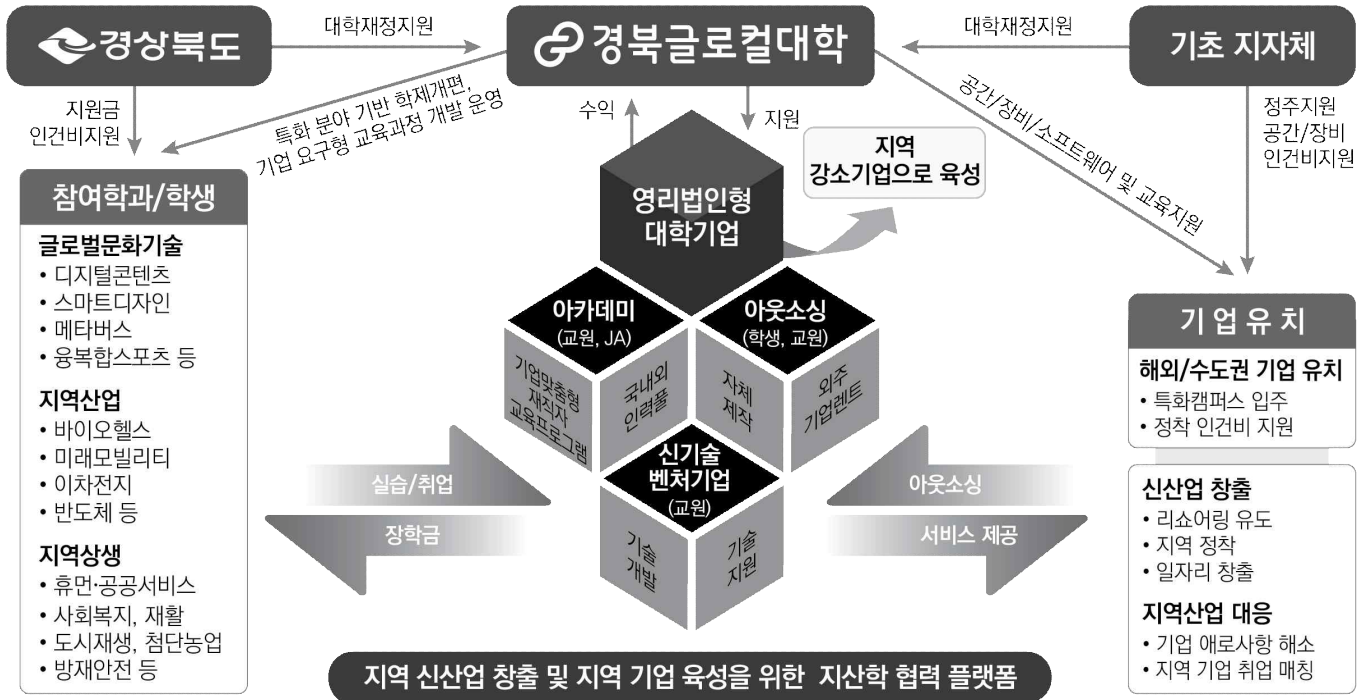 경상북도
대학재정지원
경북글로컬대학
대학재정지원
기초 지자체
지원금
인건비지원
특화 분야 기반 학제개편,
기업 요구형 교육과정 개발 운영
수익
지원
공간/장비/소프트웨어 및 교육지원
정주지원
공간/장비
인건비지원
지역
강소기업으로 육성
참여학과/학생
글로벌문화기술
• 디지털콘텐츠
• 스마트디자인
• 메타버스
• 융복합스포츠 등
지역산업
• 바이오헬스
• 미래모빌리티
• 이차전지
• 반도체 등
지역상생
• 휴먼·공공서비스
• 사회복지, 재활
• 도시재생, 첨단농업
• 방재안전 등
영리법인형
대학기업
아카데미
(교원, JA)
아웃소싱
(학생, 교원)
기업맞춤형
재직자
교육프로그램
국내외
인력풀
자체
제작
외주
기업렌트
신기술
벤처기업
(교원)
기술
개발
기술
지원
실습/취업
장학금
아웃소싱
서비스 제공
기업유치
해외/수도권 기업 유치
• 특화캠퍼스 입주
• 정착 인건비 지원
신산업 창출
• 리쇼어링 유도
• 지역 정착
• 일자리 창출
지역산업 대응
• 기업 애로사항 해소
• 지역 기업 취업 매칭
지역 신산업 창출 및 지역 기업 육성을 위한 지산학 협력 플랫폼